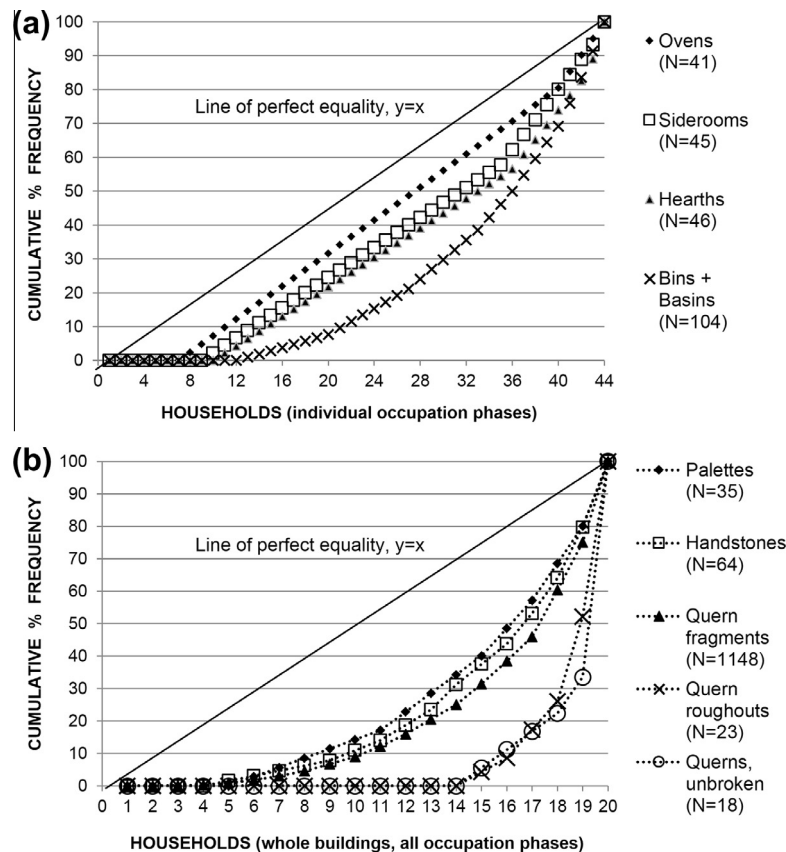 (a)
100
90
80
70
60
50
40
30
20
10
0
CUMULATIVE % FREQUENCY
Line of perfect equality, y=x
0 4 8 12 16 20 24 28 32 36 40 44
HOUSEHOLDS (individual occupation phases)
Ovens
(N=41)
Siderooms
(N=45)
Hearths
(N=46)
Bins +
Basins
(N=104)
(b)
100
90
80
70
60
50
40
30
20
10
0
CUMULATIVE % FREQUENCY
Line of perfect equality, y=x
0 1 2 3 4 5 6 7 8 9 10 11 12 13 14 15 16 17 18 19 20
HOUSEHOLDS (whole buildings, all occupation phases)
Palettes
(N=35)
Handstones
(N=64)
Quern
fragments
(N=1148)
Quern
roughouts
(N=23)
Querns,
unbroken
(N=18)